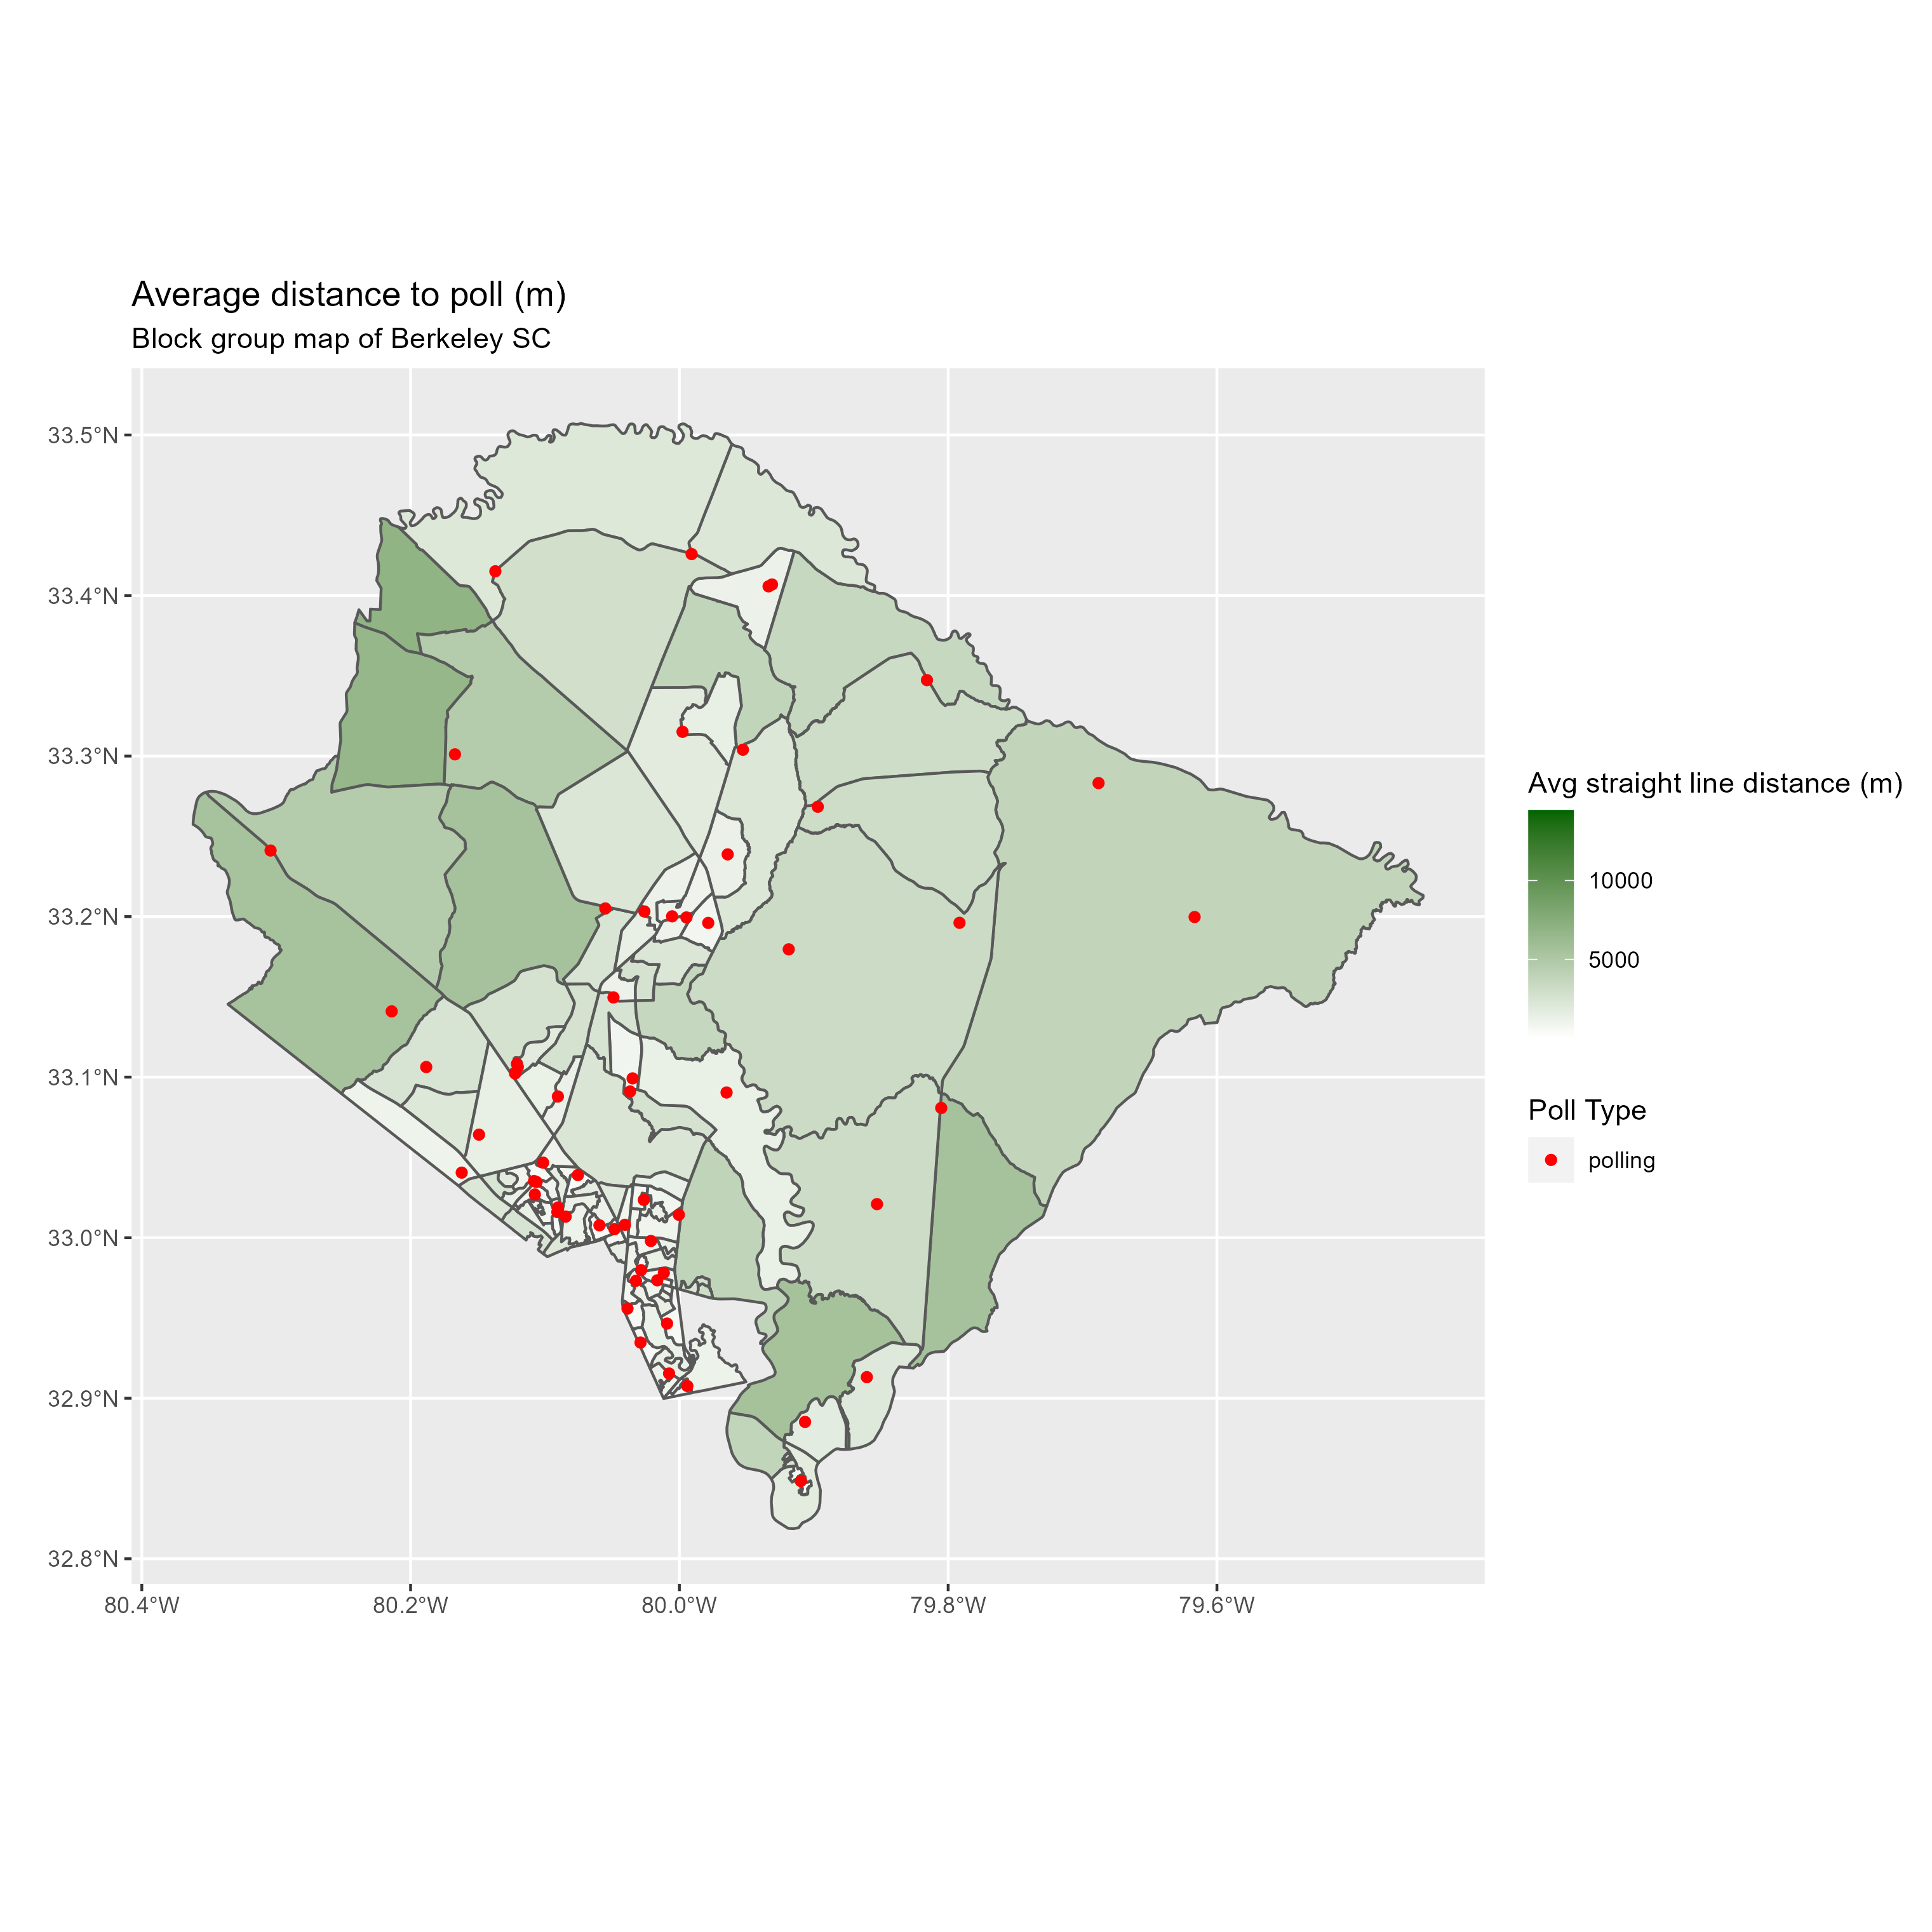 Average distance to poll (m)
Block group map of Berkeley SC
33.5°N
33.4°N
33.3°N
33.2°N
33.1°N
33.0°N
32.9°N
32.8°N
80.4°W
80.2°W
80.0°W
79.8°W
79.6°W
Avg straight line distance (m)
10000
5000
Poll Type
polling